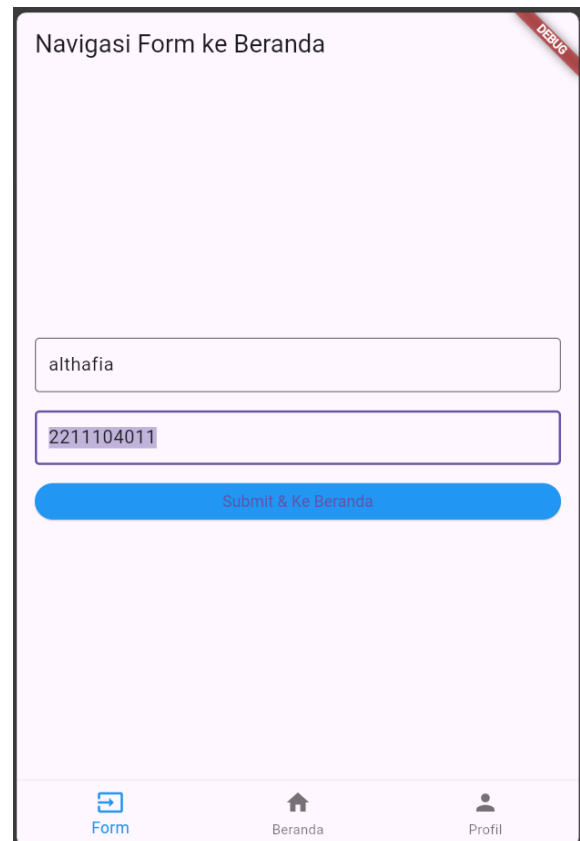 Navigasi Form ke Beranda
DEBUG
althafia
2211104011
Submit & Ke Beranda
Form
Beranda
Profil